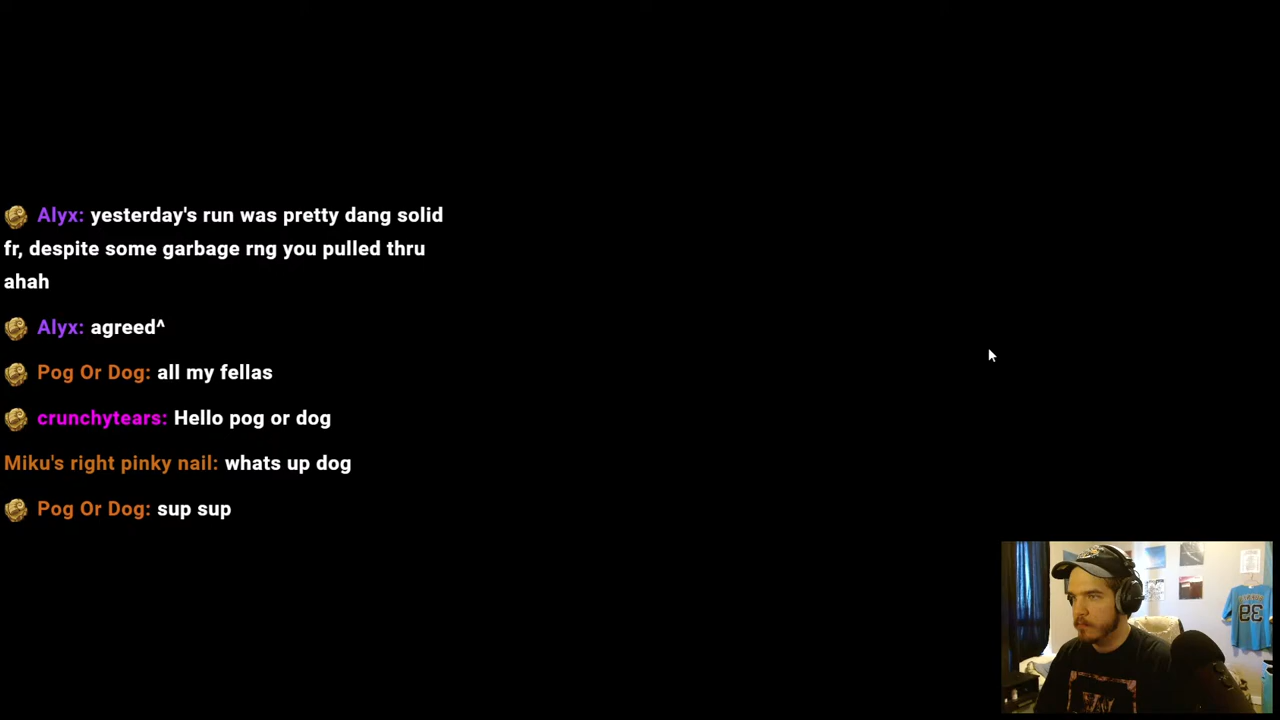 Alyx: yesterday's run was pretty dang solid
fr, despite some garbage rng you pulled thru
ahah
Alyx: agreed^
Pog Or Dog: all my fellas
crunchytears: Hello pog or dog
Miku's right pinky nail: whats up dog
Pog Or Dog: sup sup